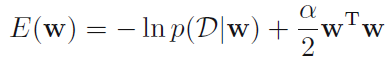 E(w) = − ln p(𝒟|w) + α/2 wᵀw